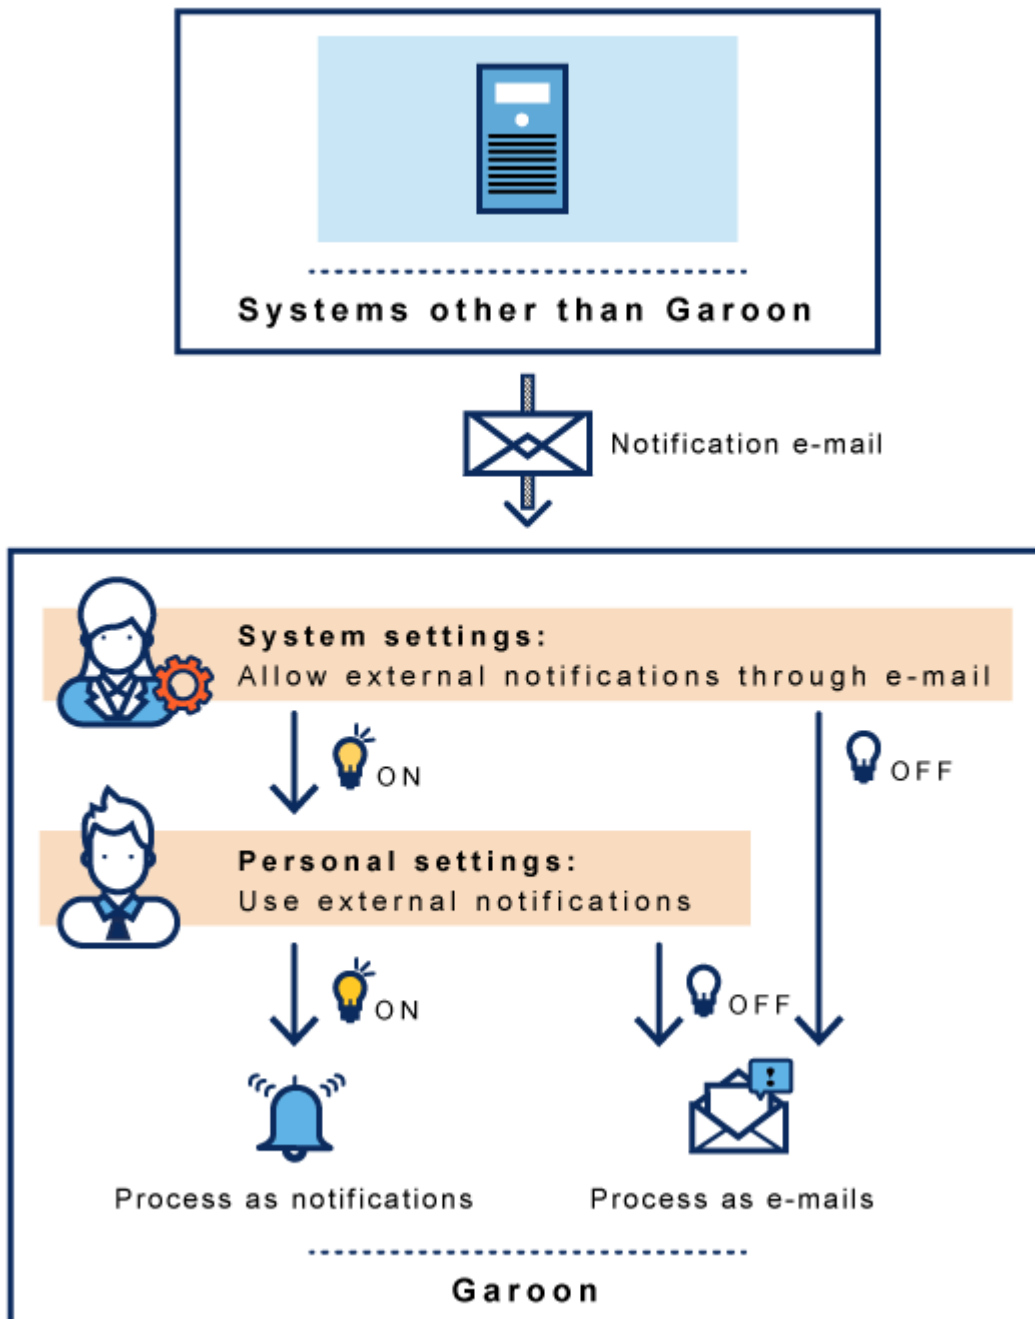 Systems other than Garoon
Notification e-mail
System settings:
Allow external notifications through e-mail
ON
OFF
Personal settings:
Use external notifications
ON
OFF
!
Process as notifications
Process as e-mails
Garoon